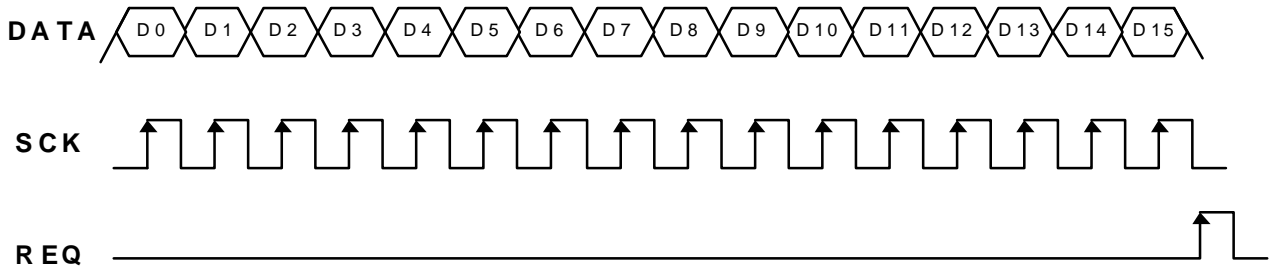 DATA D0 D1 D2 D3 D4 D5 D6 D7 D8 D9 D10 D11 D12 D13 D14 D15
SCK
REQ